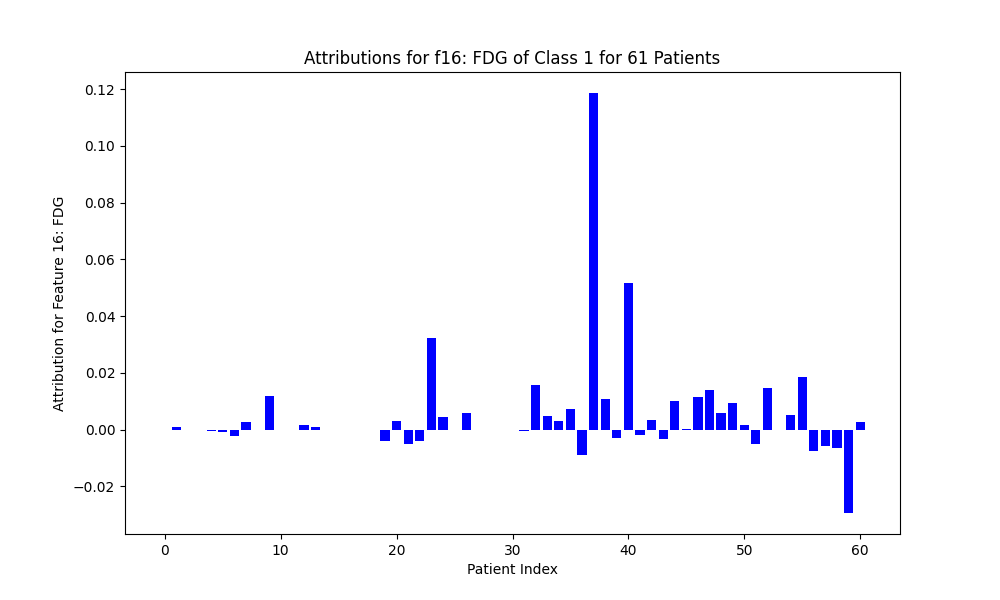 Attributions for f16: FDG of Class 1 for 61 Patients
Attribution for Feature 16: FDG
0.12
0.10
0.08
0.06
0.04
0.02
0.00
−0.02
0 10 20 30 40 50 60
Patient Index